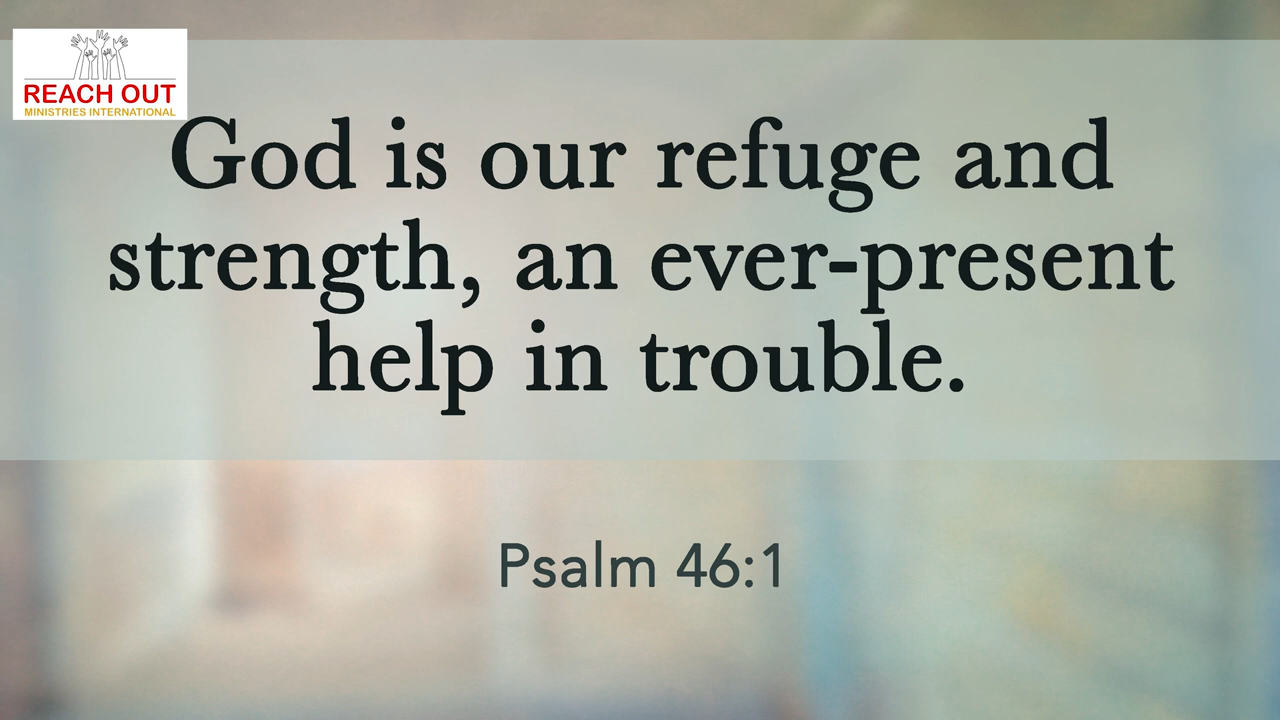 REACH OUT
MINISTRIES INTERNATIONAL
God is our refuge and
strength, an ever-present
help in trouble.
Psalm 46:1